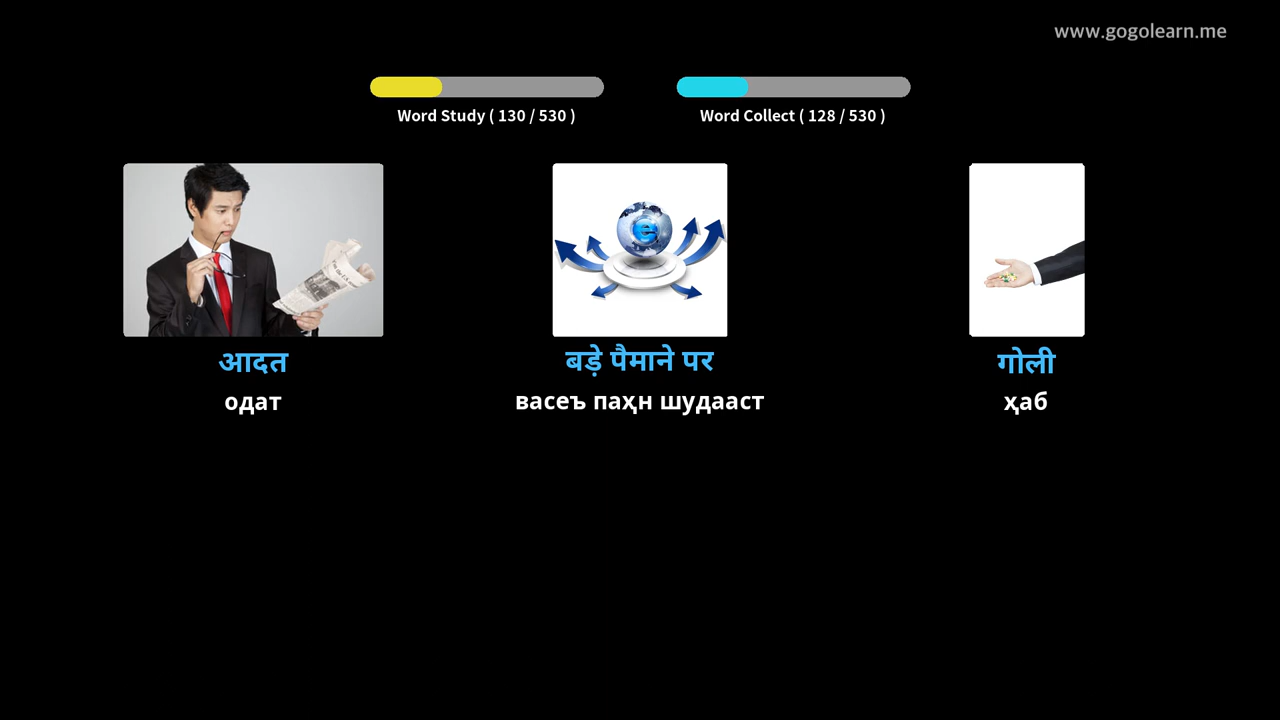 www.gogolearn.me
Word Study ( 130 / 530 )
Word Collect ( 128 / 530 )
आदत
одат
बड़े पैमाने पर
васеъ паҳн шудааст
गोली
ҳаб